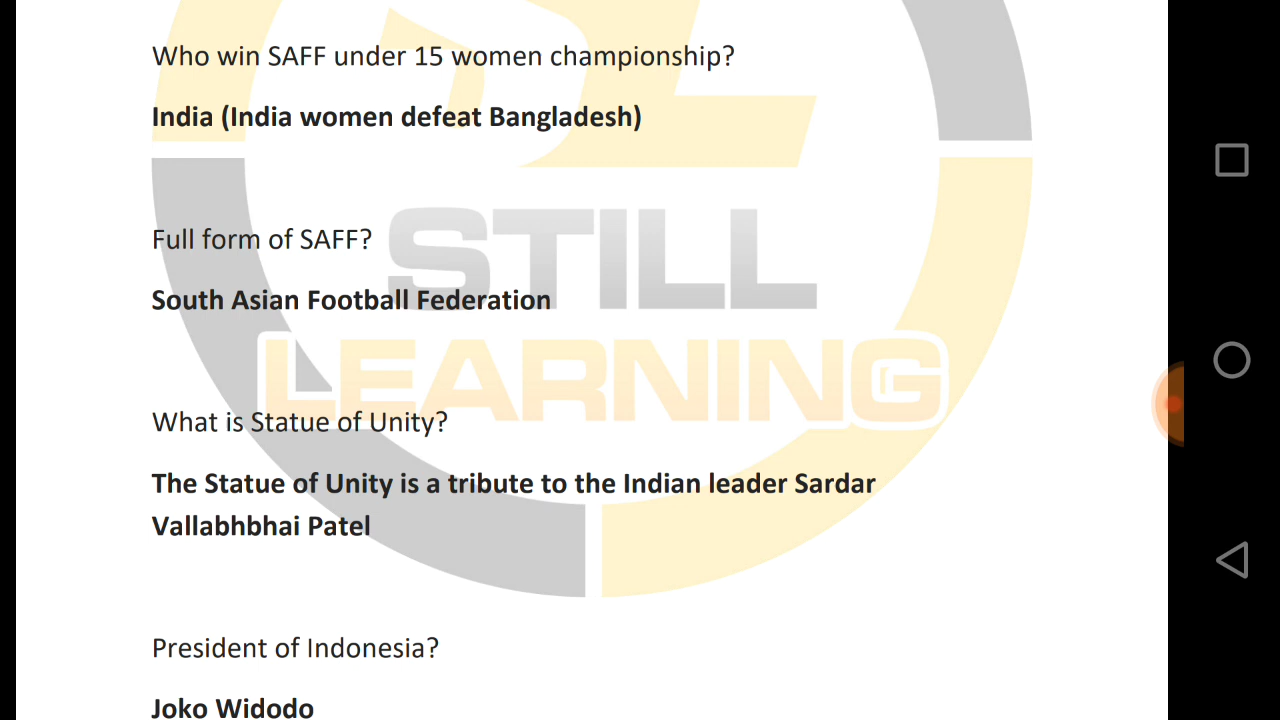 Who win SAFF under 15 women championship?
India (India women defeat Bangladesh)
Full form of SAFF?
STILL
South Asian Football Federation
LEARNING
What is Statue of Unity?
The Statue of Unity is a tribute to the Indian leader Sardar
Vallabhbhai Patel
President of Indonesia?
Joko Widodo